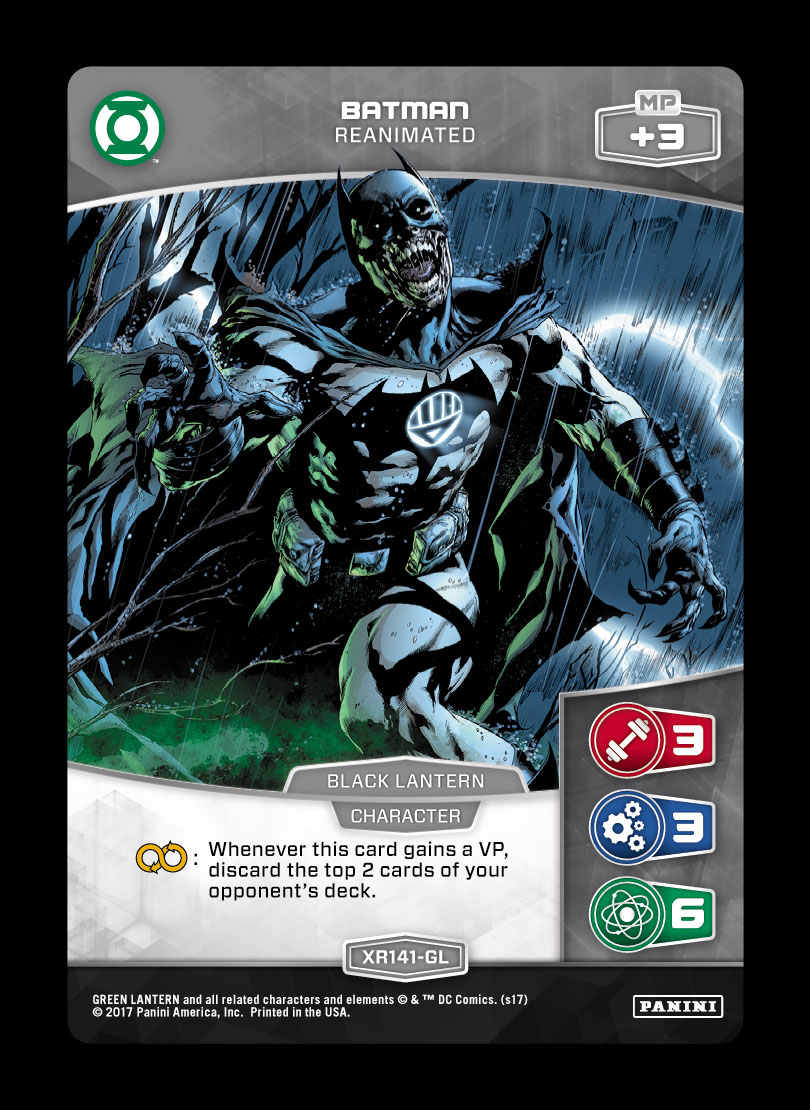 BATMAN
REANIMATED
MP
+3
TM
BLACK LANTERN
CHARACTER
3
3
6
: Whenever this card gains a VP,
discard the top 2 cards of your
opponent's deck.
XR141-GL
GREEN LANTERN and all related characters and elements © & ™ DC Comics. (s17)
© 2017 Panini America, Inc. Printed in the USA.
PANINI